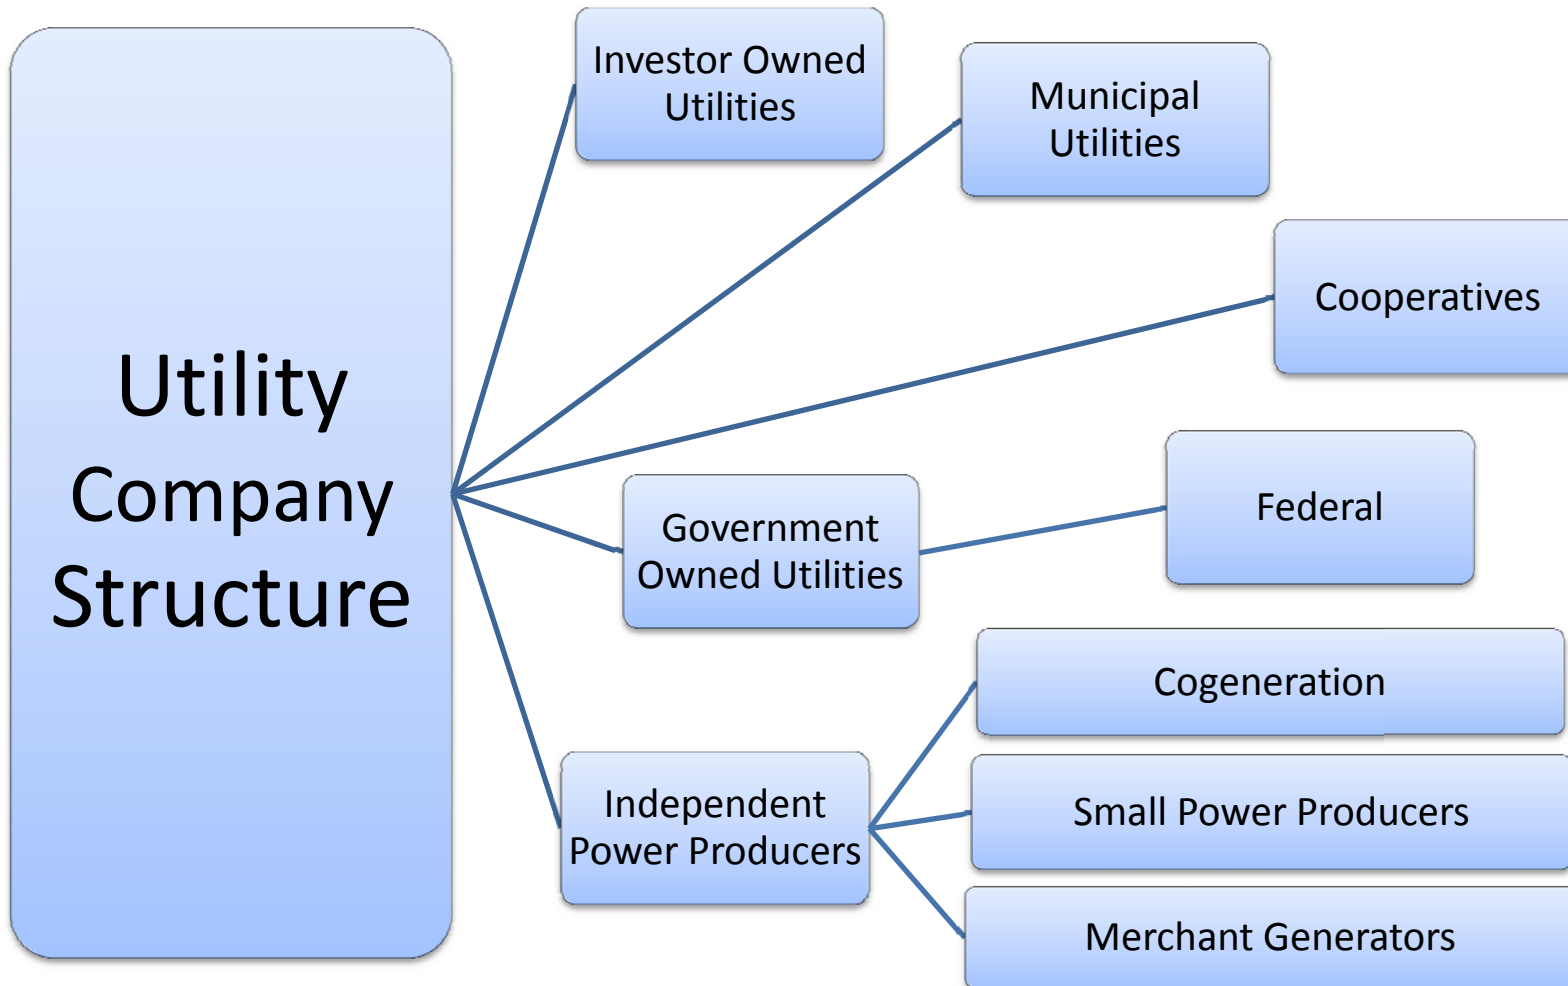 Utility
Company
Structure
Investor Owned
Utilities
Municipal
Utilities
Cooperatives
Government
Owned Utilities
Federal
Independent
Power Producers
Cogeneration
Small Power Producers
Merchant Generators